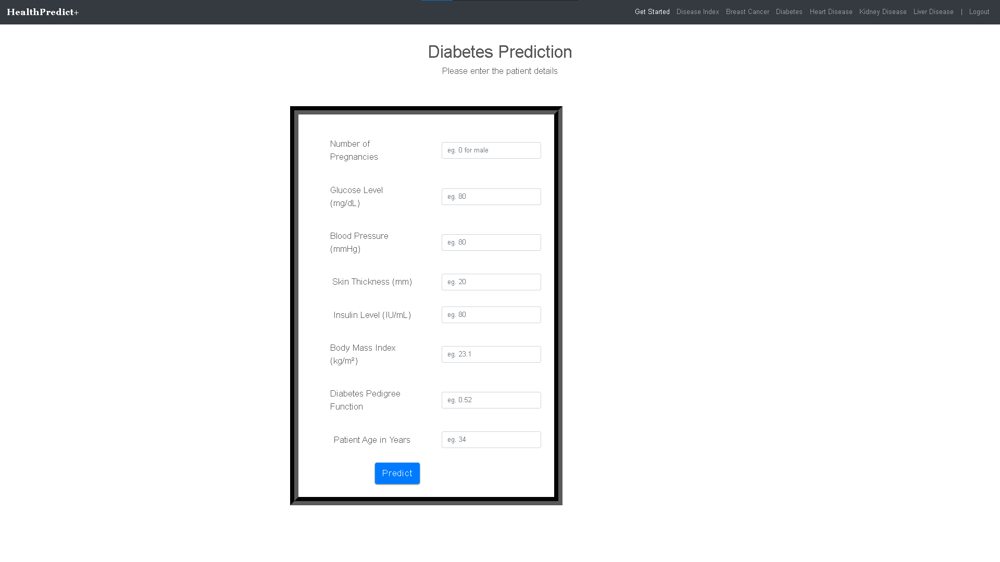 HealthPredict+
Get Started Disease Index Breast Cancer Diabetes Heart Disease Kidney Disease Liver Disease | Logout
Diabetes Prediction
Please enter the patient details
Number of
Pregnancies
eg. 0 for male
Glucose Level
(mg/dL)
eg. 80
Blood Pressure
(mmHg)
eg. 80
Skin Thickness (mm)
eg. 20
Insulin Level (IU/mL)
eg. 80
Body Mass Index
(kg/m²)
eg. 23.1
Diabetes Pedigree
Function
eg. 0.52
Patient Age in Years
eg. 34
Predict